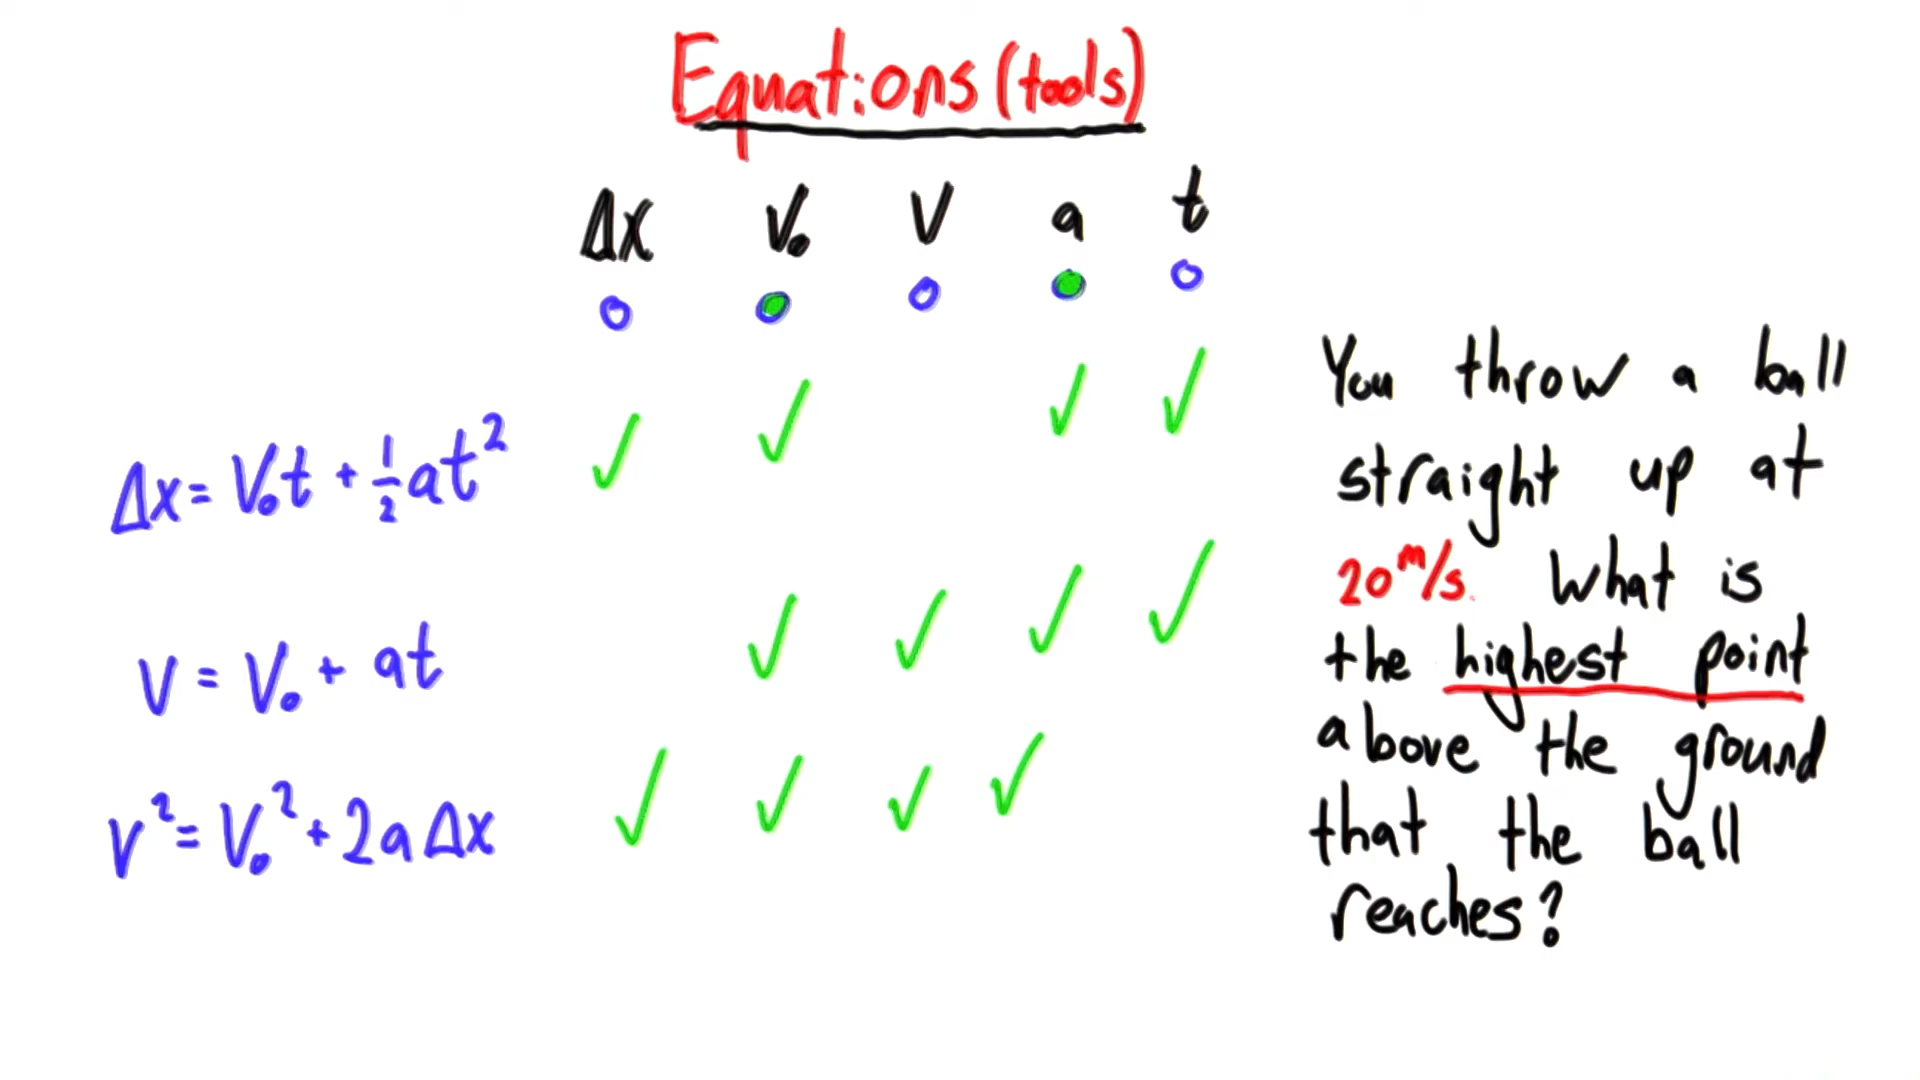 Equations (tools)
Δx V₀ V a t
Δx = V₀t + ½at²
V = V₀ + at
V² = V₀² + 2aΔx
You throw a ball
straight up at
20 m/s. What is
the highest point
above the ground
that the ball
reaches?